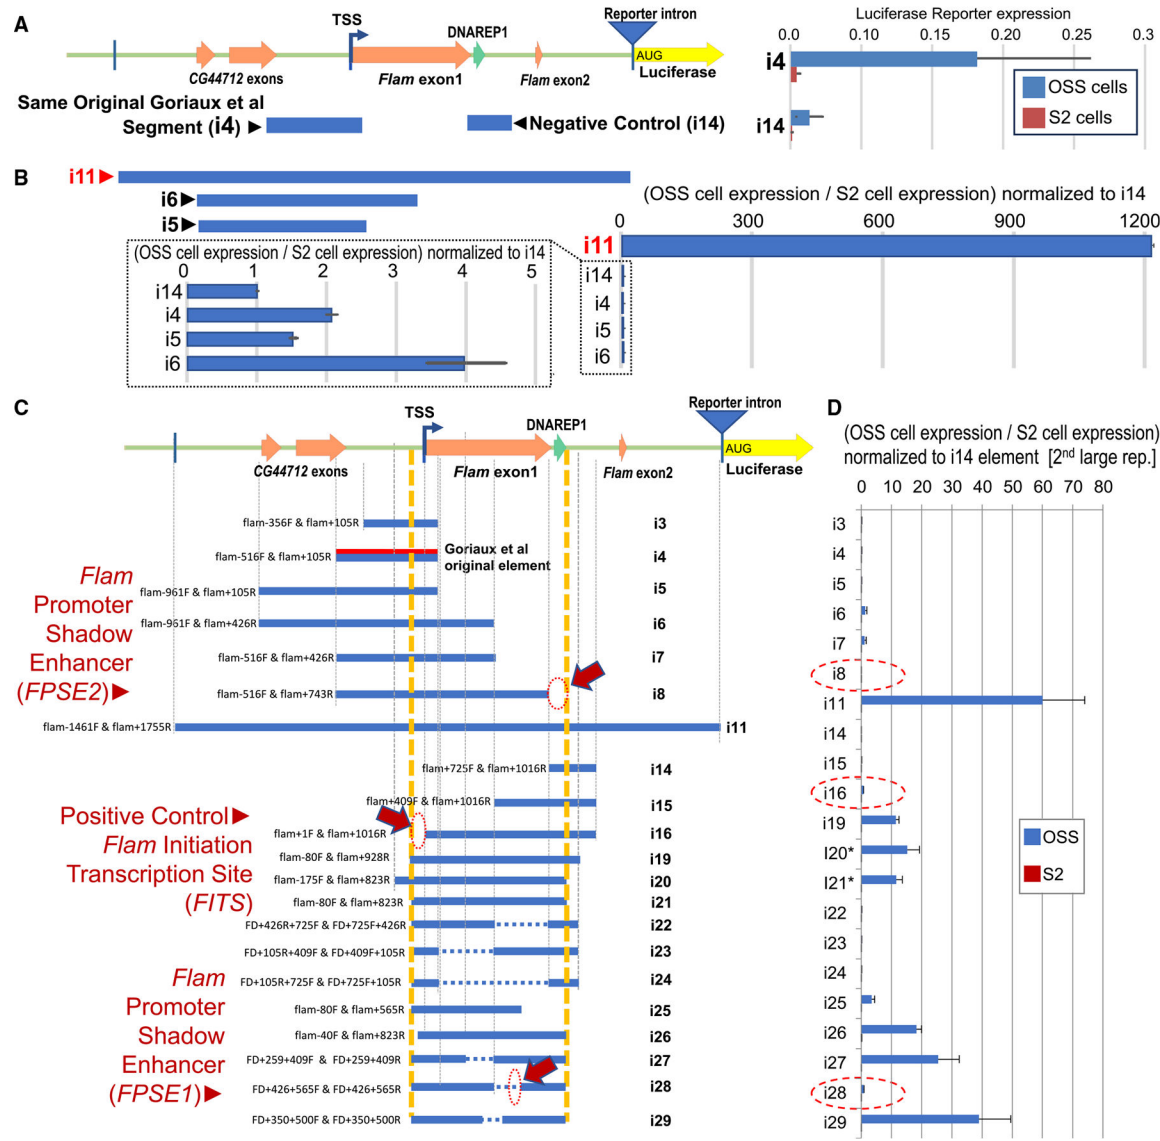 A
TSS
DNAREP1
Reporter intron
AUG
Luciferase
CG44712 exons
Flam exon1
Flam exon2
Same Original Goriaux et al
Segment (i4) ►
◄Negative Control (i14)
Luciferase Reporter expression
0.0 0.10 0.15 0.20 0.25 0.3
i4
i14
OSS cells
S2 cells
B
i11►
i6►
i5►
(OSS cell expression / S2 cell expression) normalized to i14
0 300 600 900 1200
i11
i14
i4
i5
i6
(OSS cell expression / S2 cell expression) normalized to i14
0 1 2 3 4 5
i14
i4
i5
i6
C
TSS
DNAREP1
Reporter intron
AUG
Luciferase
CG44712 exons
Flam exon1
Flam exon2
flam-356F & flam+105R i3
flam-516F & flam+105R i4
Goriaux et al
original element
flam-961F & flam+105R i5
flam-961F & flam+426R i6
flam-516F & flam+426R i7
flam-516F & flam+743R i8
flam-1461F & flam+1755R i11
flam+725F & flam+1016R i14
flam+409F & flam+1016R i15
flam+1F & flam+1016R i16
flam-80F & flam+928R i19
flam-175F & flam+823R i20
flam-80F & flam+823R i21
FD+426R+725F & FD+725F+426R i22
FD+105R+409F & FD+409F+105R i23
FD+105R+725F & FD+725F+105R i24
flam-80F & flam+565R i25
flam-40F & flam+823R i26
FD+259+409F & FD+259+409R i27
FD+426+565F & FD+426+565R i28
FD+350+500F & FD+350+500R i29
Flam
Promoter
Shadow
Enhancer
(FPSE2)►
Positive Control►
Flam Initiation
Transcription Site
(FITS)
Flam
Promoter
Shadow
Enhancer
(FPSE1)►
D
(OSS cell expression / S2 cell expression)
normalized to i14 element [2nd large rep.]
0 10 20 30 40 50 60 70 80
i3
i4
i5
i6
i7
i8
i11
i14
i15
i16
i19
I20*
I21*
i22
i23
i24
i25
i26
i27
i28
i29
OSS
S2